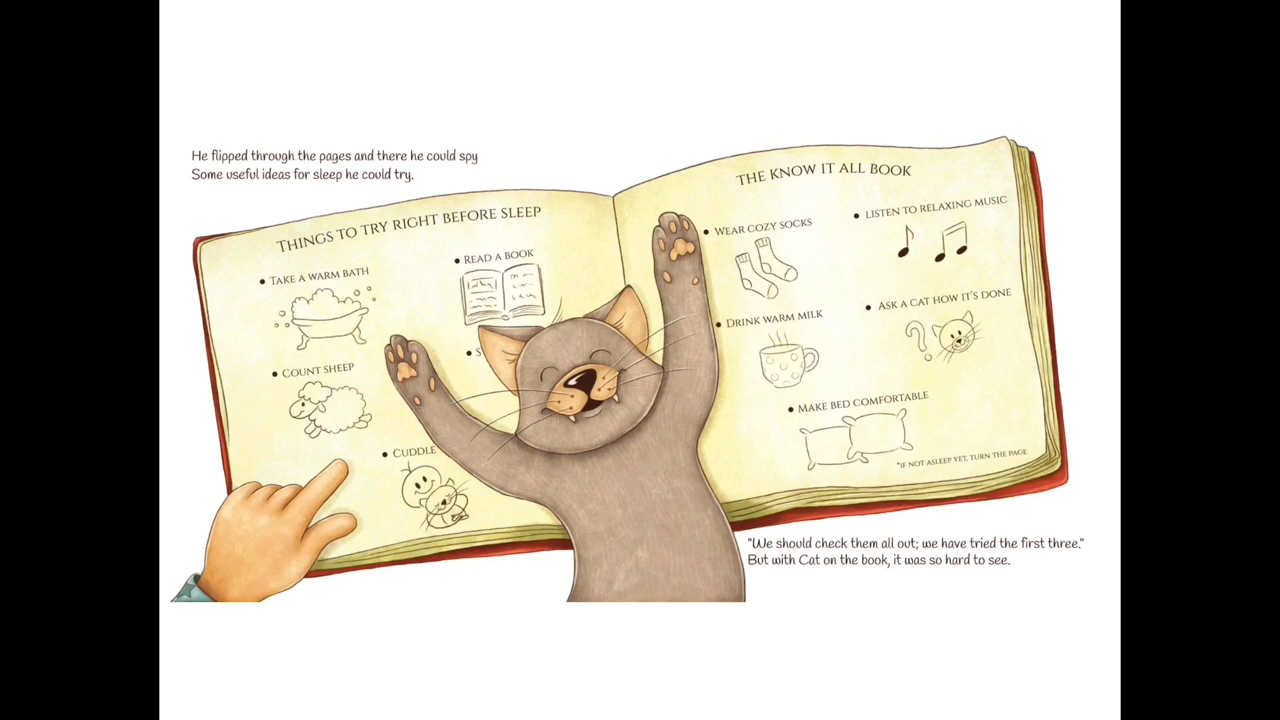 He flipped through the pages and there he could spy
Some useful ideas for sleep he could try.
THINGS TO TRY RIGHT BEFORE SLEEP
• TAKE A WARM BATH
• READ A BOOK
• COUNT SHEEP
• S
• CUDDLE
THE KNOW IT ALL BOOK
• WEAR COZY SOCKS
• LISTEN TO RELAXING MUSIC
• DRINK WARM MILK
• ASK A CAT HOW IT'S DONE
• MAKE BED COMFORTABLE
*IF NOT ASLEEP YET, TURN THE PAGE
"We should check them all out; we have tried the first three."
But with Cat on the book, it was so hard to see.